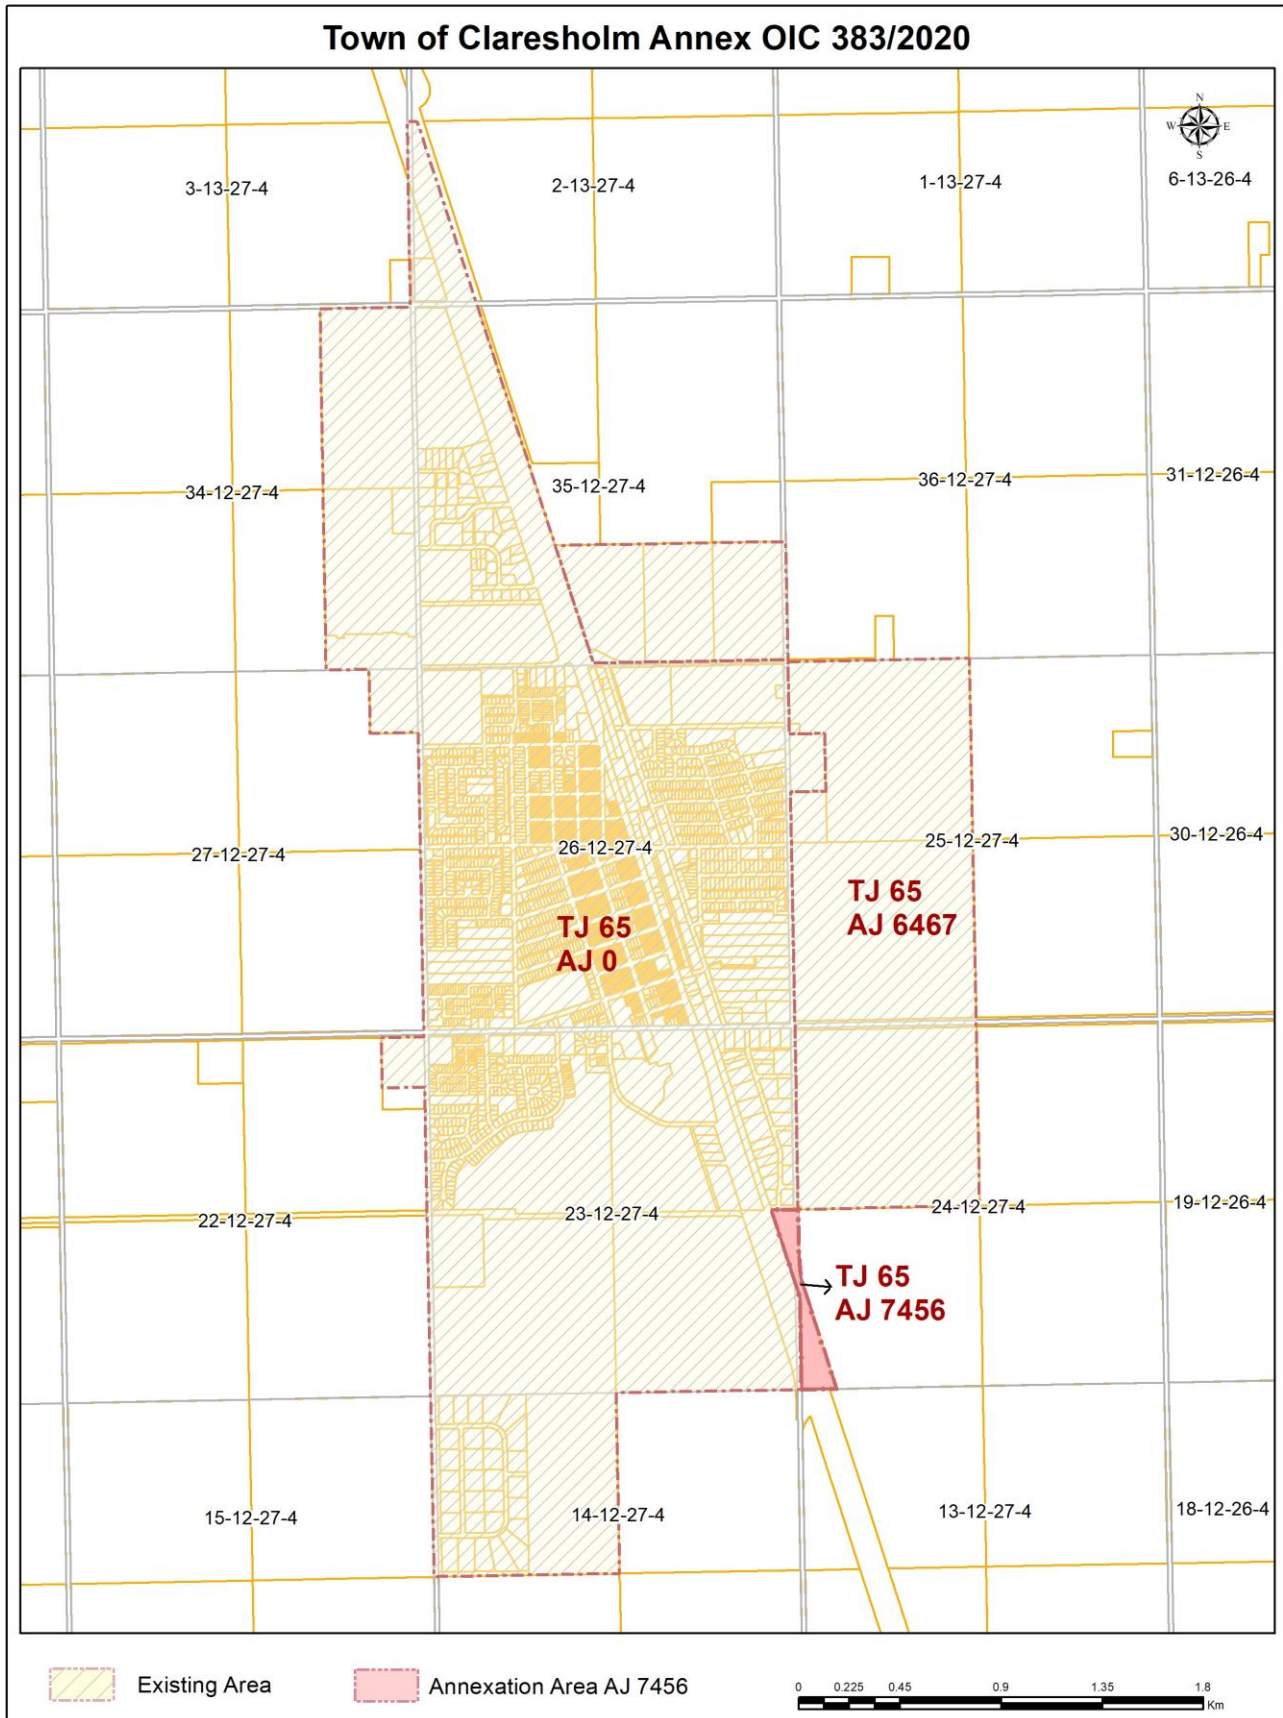 Town of Claresholm Annex OIC 383/2020
N
W E
S
3-13-27-4
2-13-27-4
1-13-27-4
6-13-26-4
34-12-27-4
35-12-27-4
36-12-27-4
31-12-26-4
27-12-27-4
26-12-27-4
25-12-27-4
30-12-26-4
TJ 65
AJ 0
TJ 65
AJ 6467
22-12-27-4
23-12-27-4
24-12-27-4
19-12-26-4
TJ 65
AJ 7456
15-12-27-4
14-12-27-4
13-12-27-4
18-12-26-4
Existing Area
Annexation Area AJ 7456
0 0.225 0.45 0.9 1.35 1.8
Km